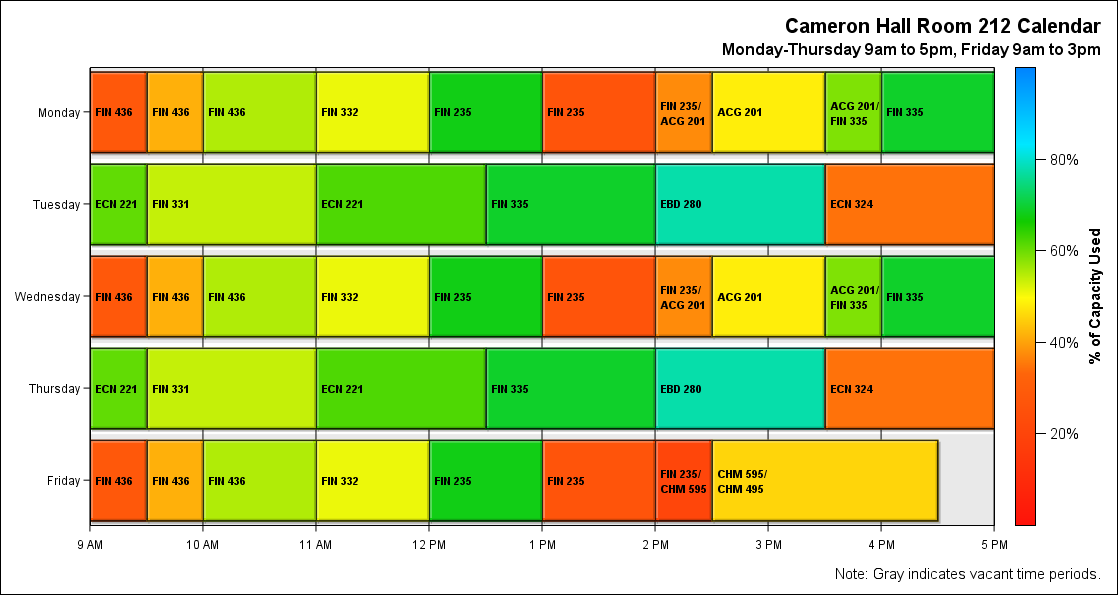 Cameron Hall Room 212 Calendar
Monday-Thursday 9am to 5pm, Friday 9am to 3pm
Monday
FIN 436
FIN 436
FIN 436
FIN 332
FIN 235
FIN 235
FIN 235/
ACG 201
ACG 201
ACG 201/
FIN 335
FIN 335
Tuesday
ECN 221
FIN 331
ECN 221
FIN 335
EBD 280
ECN 324
Wednesday
FIN 436
FIN 436
FIN 436
FIN 332
FIN 235
FIN 235
FIN 235/
ACG 201
ACG 201
ACG 201/
FIN 335
FIN 335
Thursday
ECN 221
FIN 331
ECN 221
FIN 335
EBD 280
ECN 324
Friday
FIN 436
FIN 436
FIN 436
FIN 332
FIN 235
FIN 235
FIN 235/
CHM 595
CHM 595/
CHM 495
9 AM
10 AM
11 AM
12 PM
1 PM
2 PM
3 PM
4 PM
5 PM
80%
60%
40%
20%
% of Capacity Used
Note: Gray indicates vacant time periods.